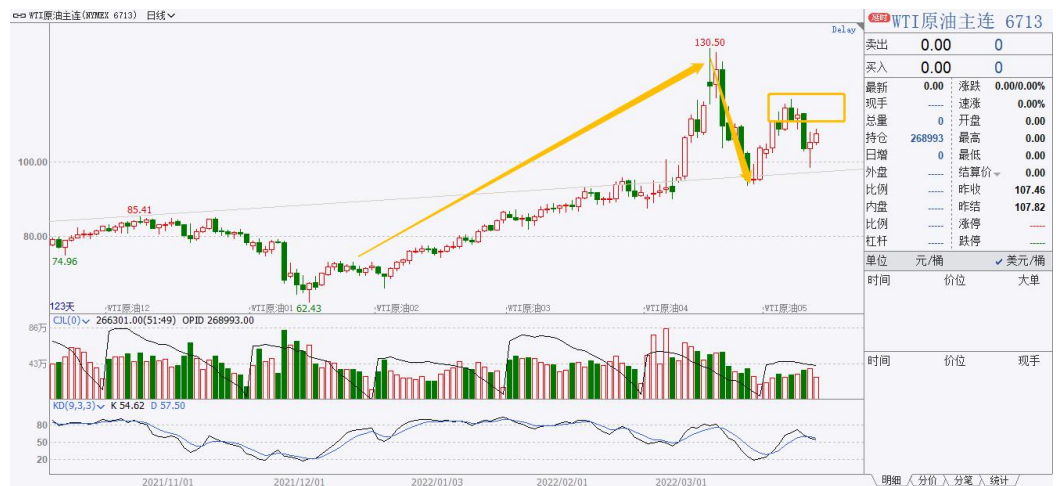 WTI原油主连(NYMEX 6713) 日线
Delay
130.50
100.00
85.41
80.00
74.96
62.43
123天
WTI原油12
WTI原油01
WTI原油02
WTI原油03
WTI原油04
WTI原油05
CJL(0) 266301.00(51:49) OPID 268993.00
86万
43万
KD(9,3,3) K 54.62 D 57.50
80
50
20
2021/11/01
2021/12/01
2022/01/03
2022/02/01
2022/03/01
延时 WTI原油主连 6713
卖出 0.00 0
买入 0.00 0
最新 0.00 涨跌 0.00/0.00%
现手 ----- 速涨 0.00%
总量 0 开盘 0.00
持仓 268993 最高 0.00
日增 0 最低 0.00
外盘 ----- 结算价 0.00
比例 ----- 昨收 107.46
内盘 ----- 昨结 107.82
比例 ----- 涨停 -----
杠杆 ----- 跌停 -----
单位 元/桶 美元/桶
时间 价位 大单
时间 价位 现手
明细 分价 分笔 统计